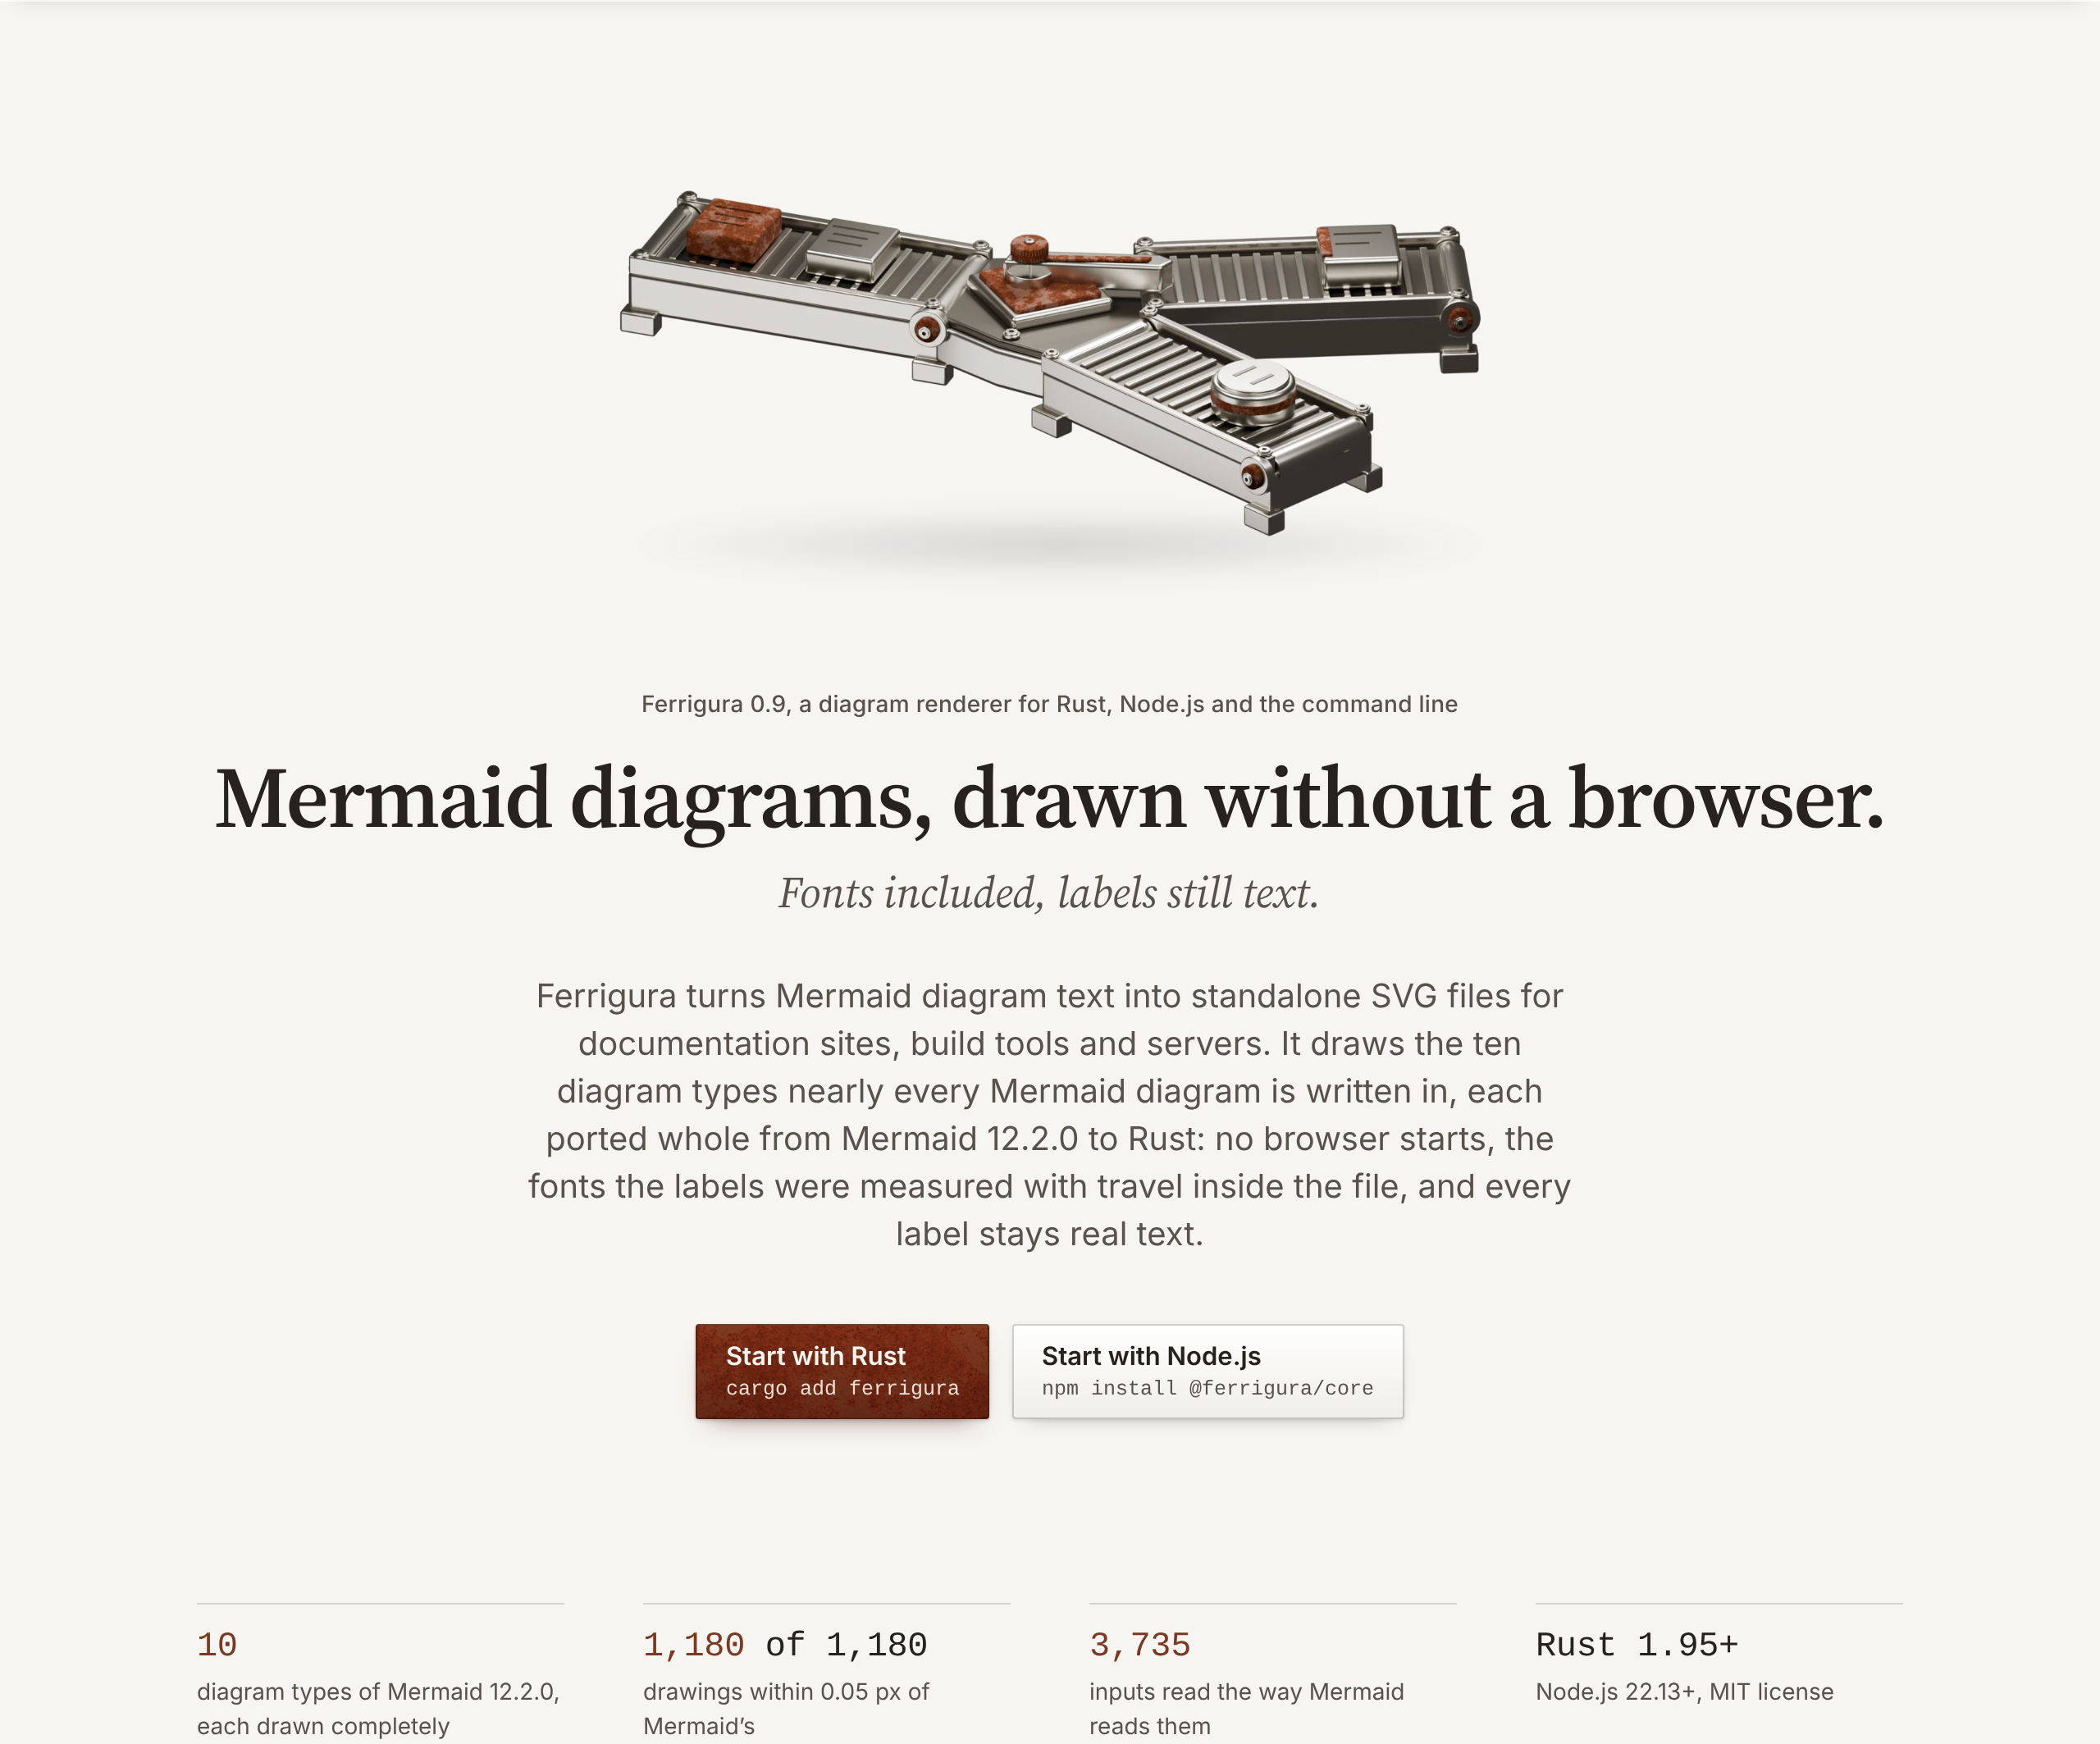 Ferrigura 0.9, a diagram renderer for Rust, Node.js and the command line
Mermaid diagrams, drawn without a browser.
Fonts included, labels still text.
Ferrigura turns Mermaid diagram text into standalone SVG files for
documentation sites, build tools and servers. It draws the ten
diagram types nearly every Mermaid diagram is written in, each
ported whole from Mermaid 12.2.0 to Rust: no browser starts, the
fonts the labels were measured with travel inside the file, and every
label stays real text.
Start with Rust
cargo add ferrigura
Start with Node.js
npm install @ferrigura/core
10
diagram types of Mermaid 12.2.0,
each drawn completely
1,180 of 1,180
drawings within 0.05 px of
Mermaid’s
3,735
inputs read the way Mermaid
reads them
Rust 1.95+
Node.js 22.13+, MIT license